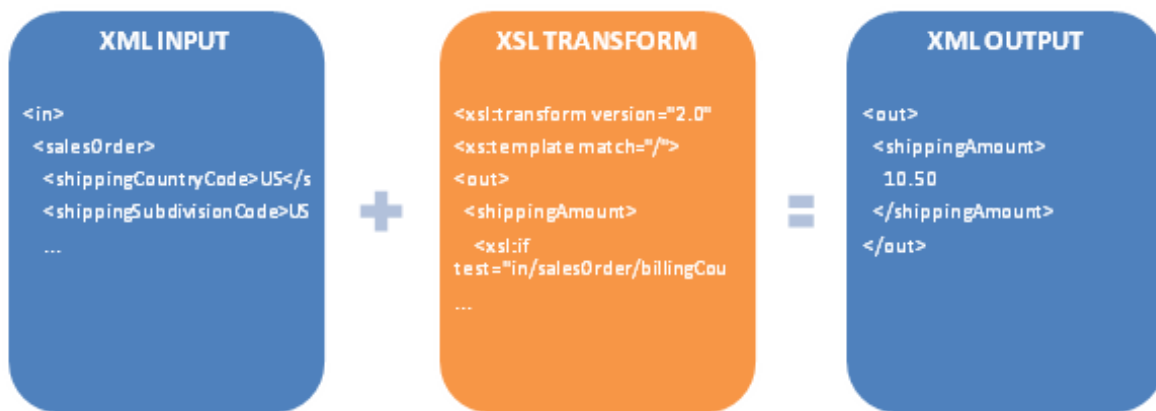 XML INPUT
<in>
<salesOrder>
<shippingCountryCode>US</s
<shippingSubdivisionCode>US
...
+
XSL TRANSFORM
<xsl:transform version="2.0"
<xs:template match="/">
<out>
<shippingAmount>
<xsl:if
test="in/salesOrder/billingCou
...
=
XML OUTPUT
<out>
<shippingAmount>
10.50
</shippingAmount>
</out>